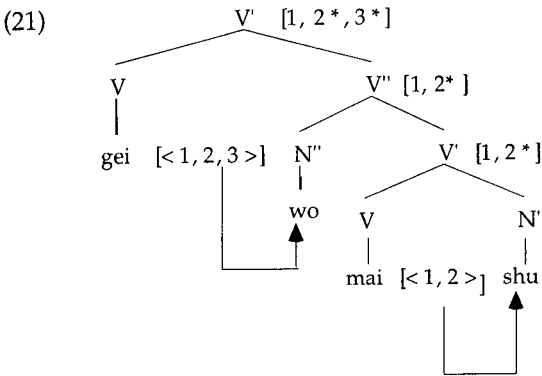 (21) V' [1, 2*, 3*]
V V" [1, 2*]
gei [<1, 2, 3>] N" V' [1, 2*]
wo V N'
mai [<1, 2>] shu